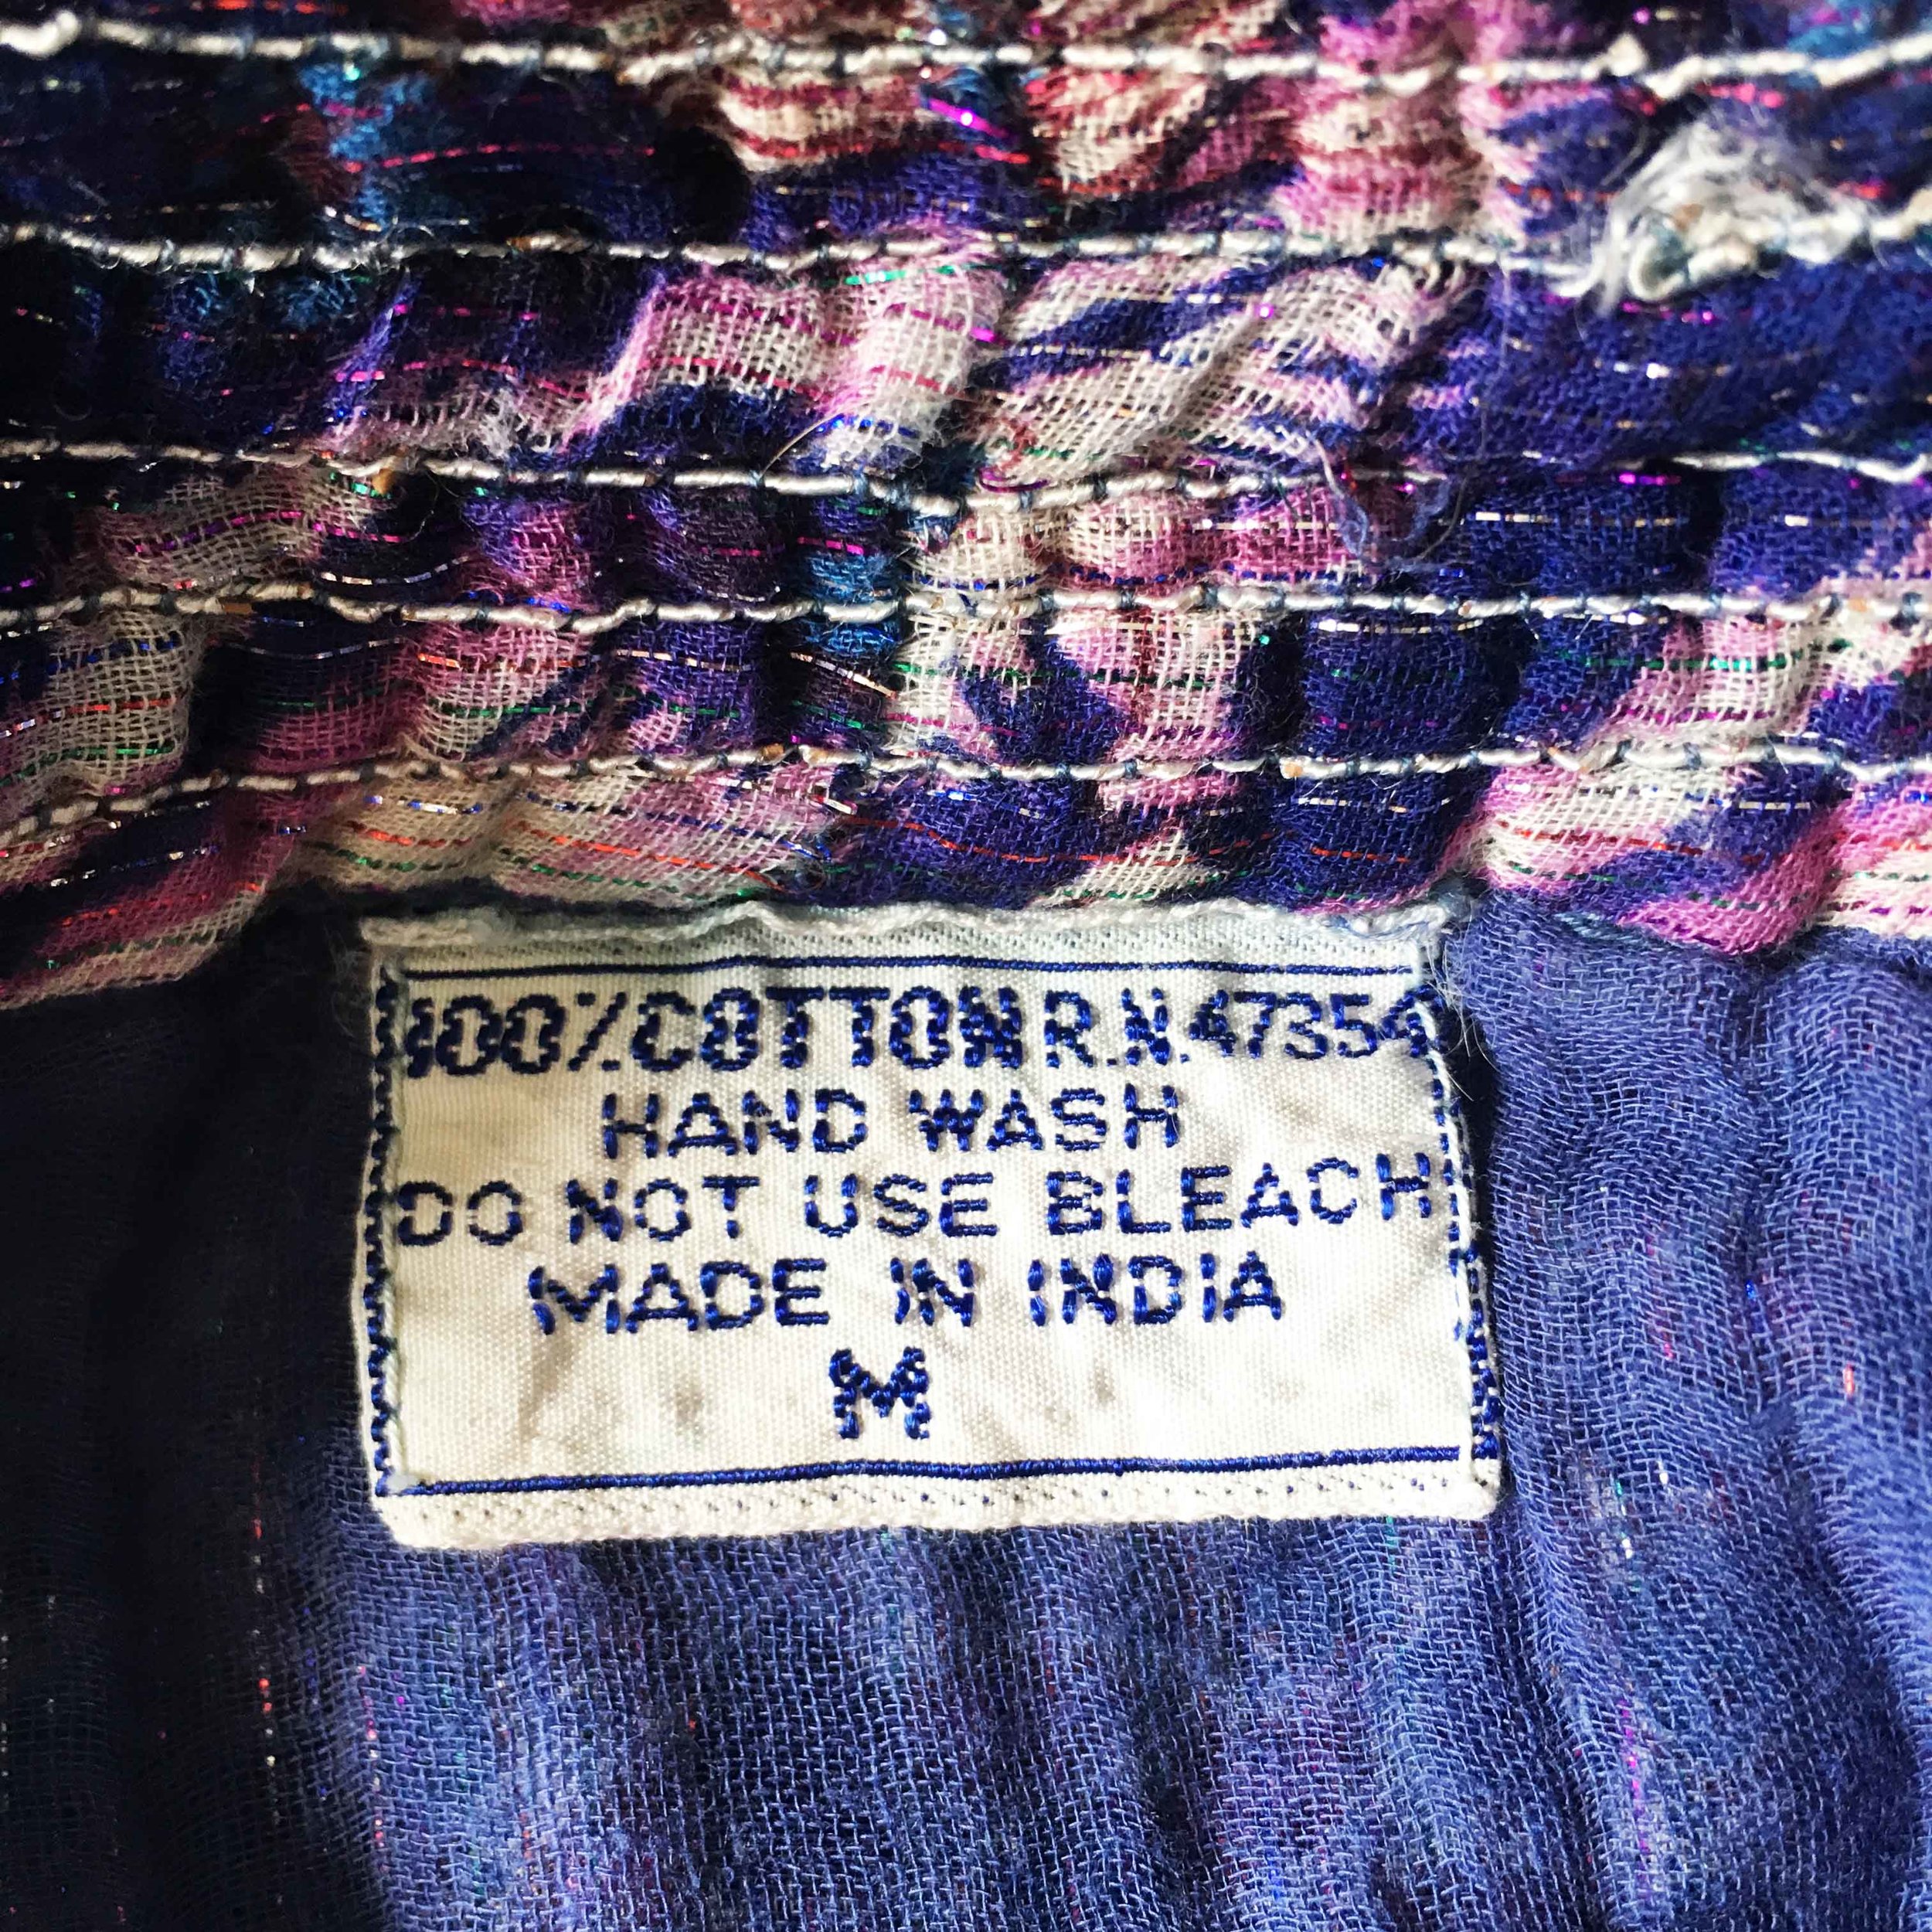 100% COTTON R.N. 47354
HAND WASH
DO NOT USE BLEACH
MADE IN INDIA
M